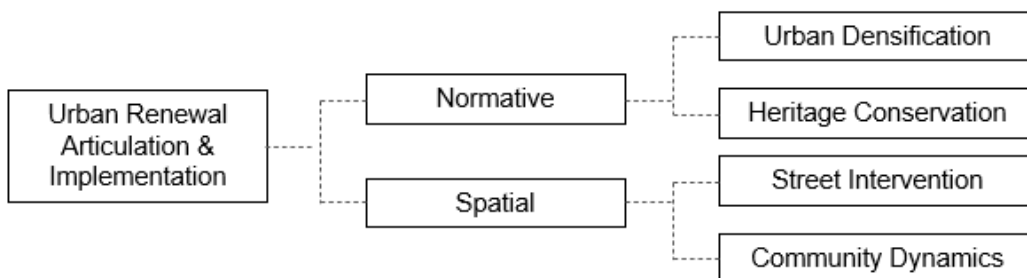 Urban Renewal
Articulation &
Implementation
Normative
Spatial
Urban Densification
Heritage Conservation
Street Intervention
Community Dynamics